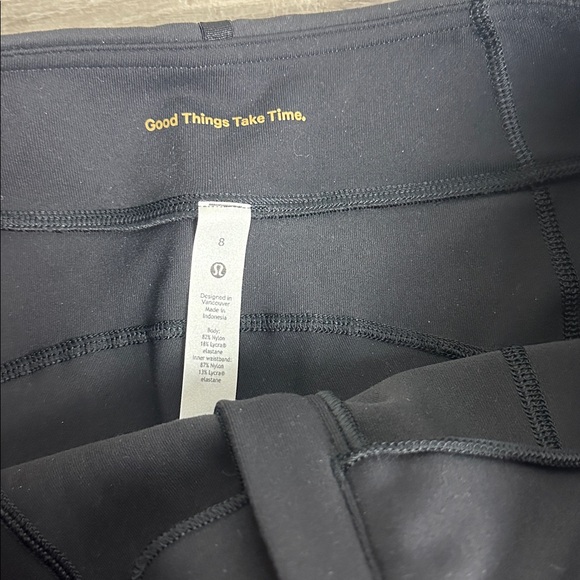 Good Things Take Time.
8
Designed in
Vancouver
Made in
Indonesia
Body:
82% Nylon
18% Lycra®
elastane
Inner waistband:
87% Nylon
13% Lycra®
elastane